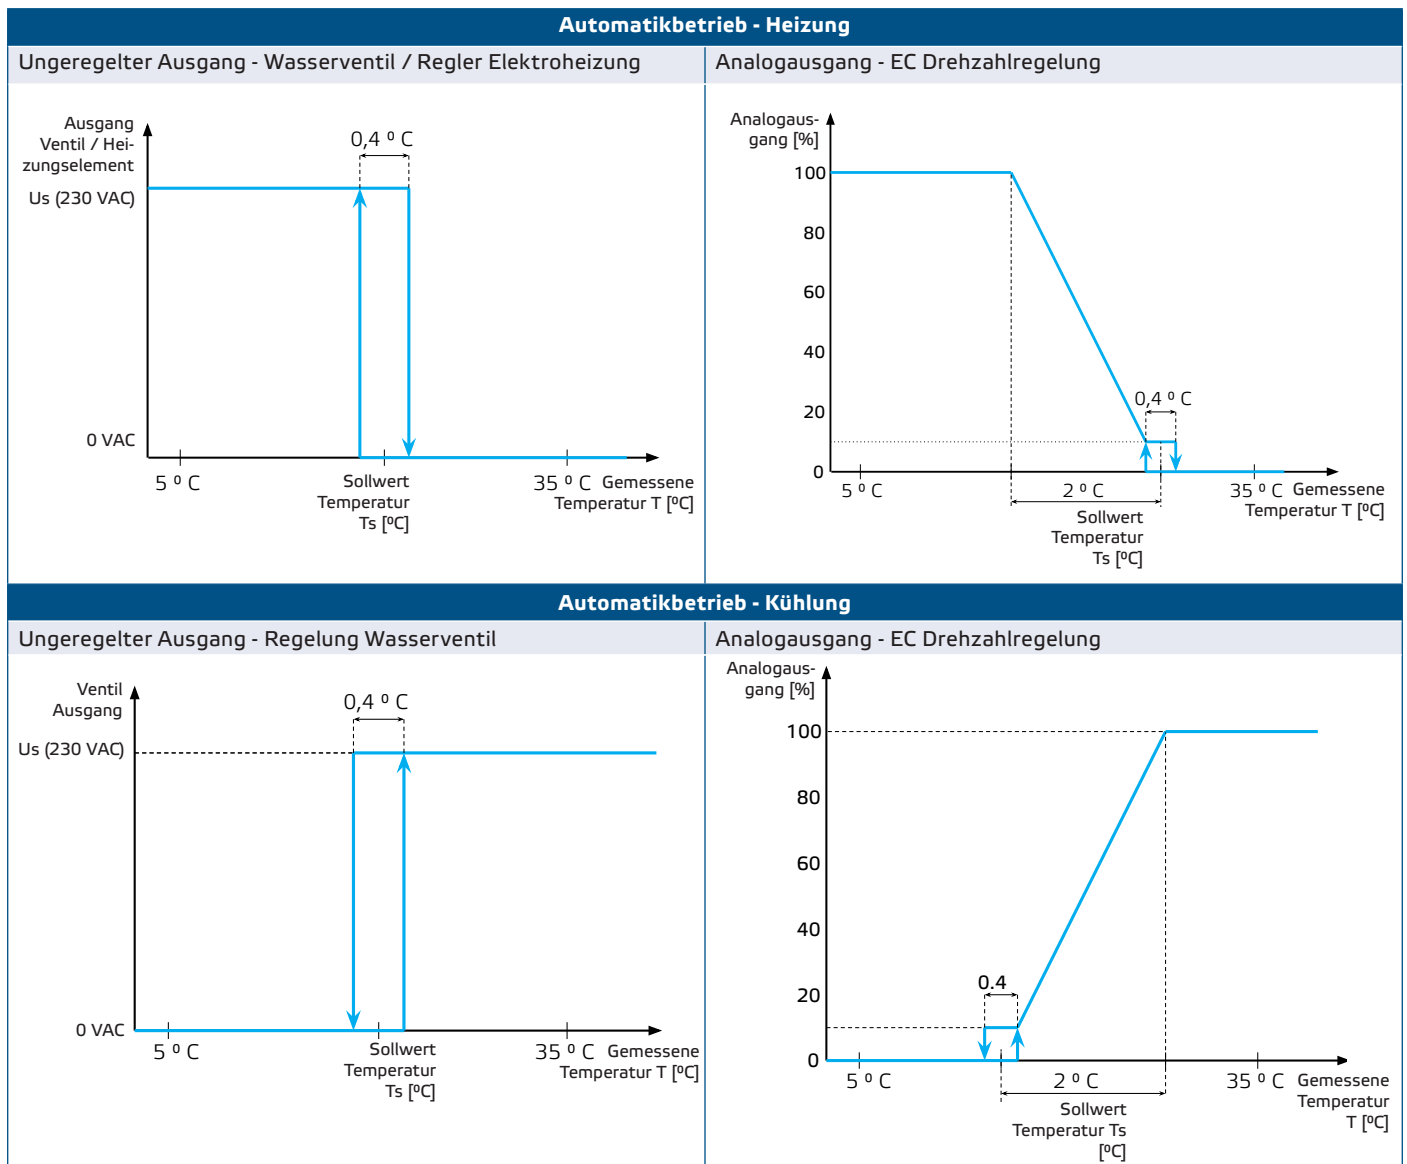 Automatikbetrieb - Heizung
Ungeregelter Ausgang - Wasserventil / Regler Elektroheizung
Ausgang
Ventil / Hei-
zungselement
Us (230 VAC)
0,4 º C
0 VAC
5 º C
Sollwert
Temperatur
Ts [ºC]
35 º C
Gemessene
Temperatur T [ºC]
Analogausgang - EC Drehzahlregelung
Analogaus-
gang [%]
100
80
60
40
20
0
0,4 º C
5 º C
2 º C
Sollwert
Temperatur
Ts [ºC]
35 º C
Gemessene
Temperatur T [ºC]
Automatikbetrieb - Kühlung
Ungeregelter Ausgang - Regelung Wasserventil
Ventil
Ausgang
Us (230 VAC)
0,4 º C
0 VAC
5 º C
Sollwert
Temperatur
Ts [ºC]
35 º C
Gemessene
Temperatur T [ºC]
Analogausgang - EC Drehzahlregelung
Analogaus-
gang [%]
100
80
60
40
20
0
0.4
5 º C
2 º C
Sollwert
Temperatur Ts
[ºC]
35 º C
Gemessene
Temperatur
T [ºC]